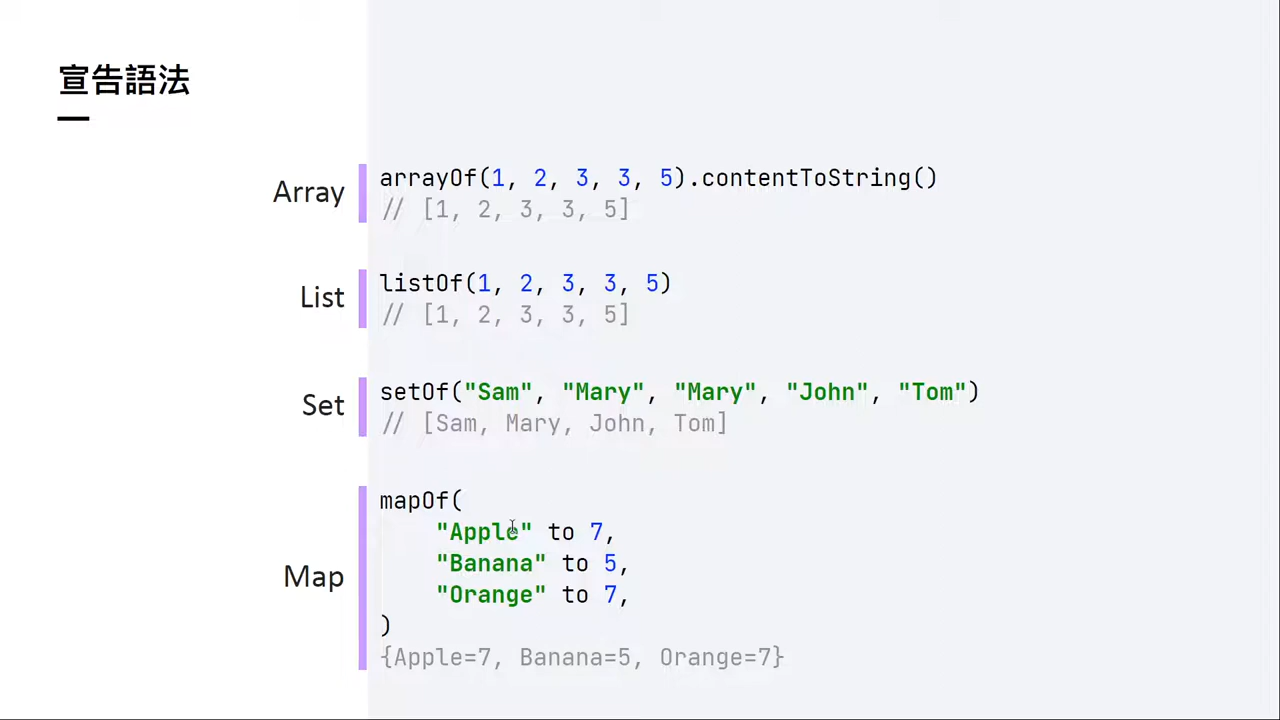 宣告語法
Array
arrayOf(1, 2, 3, 3, 5).contentToString()
// [1, 2, 3, 3, 5]
List
listOf(1, 2, 3, 3, 5)
// [1, 2, 3, 3, 5]
Set
setOf("Sam", "Mary", "Mary", "John", "Tom")
// [Sam, Mary, John, Tom]
Map
mapOf(
    "Apple" to 7,
    "Banana" to 5,
    "Orange" to 7,
)
{Apple=7, Banana=5, Orange=7}